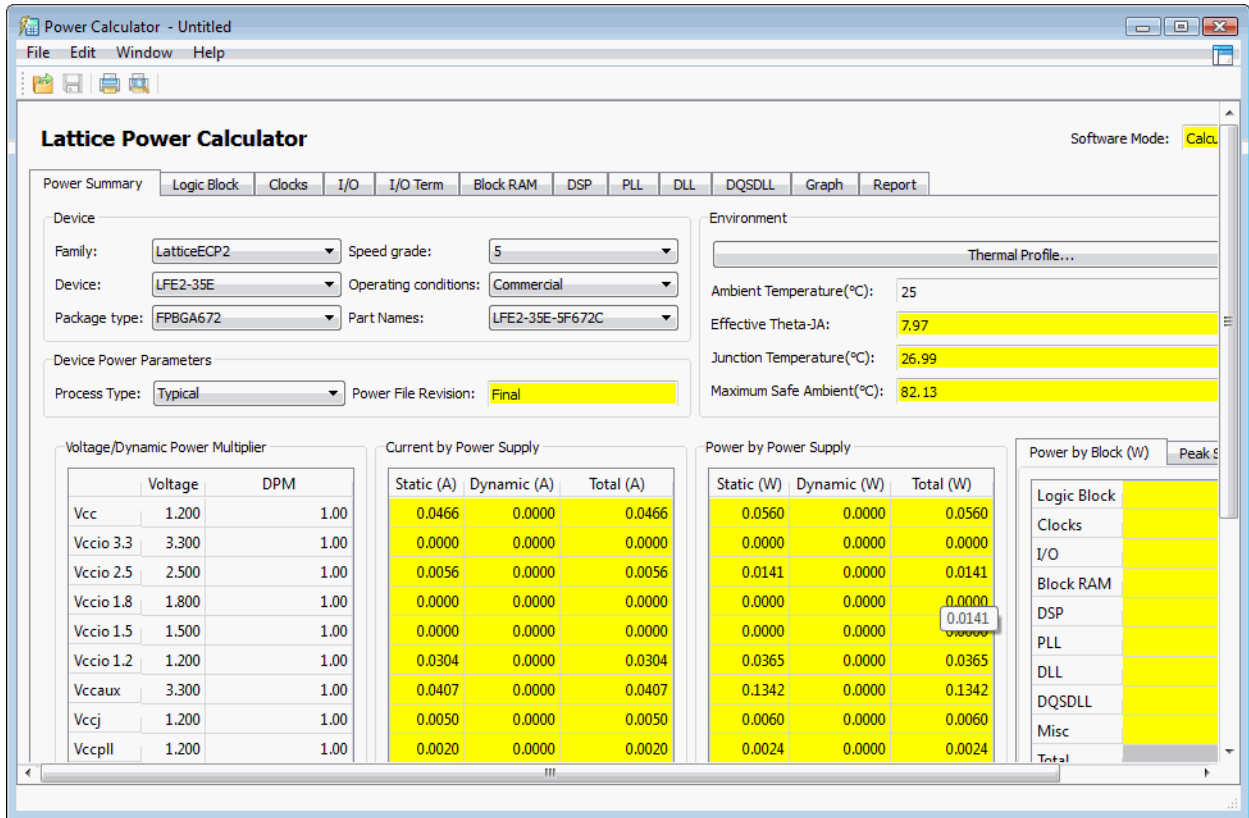 Power Calculator - Untitled
File Edit Window Help
Lattice Power Calculator
Software Mode: Calcu
Power Summary Logic Block Clocks I/O I/O Term Block RAM DSP PLL DLL DQSDLL Graph Report
Device
Family: LatticeECP2 Speed grade: 5
Device: LFE2-35E Operating conditions: Commercial
Package type: FPBGA672 Part Names: LFE2-35E-5F672C
Environment
Thermal Profile...
Ambient Temperature(°C): 25
Effective Theta-JA: 7.97
Junction Temperature(°C): 26.99
Maximum Safe Ambient(°C): 82.13
Device Power Parameters
Process Type: Typical Power File Revision: Final
Voltage/Dynamic Power Multiplier
Voltage DPM
Vcc 1.200 1.00
Vccio 3.3 3.300 1.00
Vccio 2.5 2.500 1.00
Vccio 1.8 1.800 1.00
Vccio 1.5 1.500 1.00
Vccio 1.2 1.200 1.00
Vccaux 3.300 1.00
Vccj 1.200 1.00
Vccpll 1.200 1.00
Current by Power Supply
Static (A) Dynamic (A) Total (A)
0.0466 0.0000 0.0466
0.0000 0.0000 0.0000
0.0056 0.0000 0.0056
0.0000 0.0000 0.0000
0.0000 0.0000 0.0000
0.0304 0.0000 0.0304
0.0407 0.0000 0.0407
0.0050 0.0000 0.0050
0.0020 0.0000 0.0020
Power by Power Supply
Static (W) Dynamic (W) Total (W)
0.0560 0.0000 0.0560
0.0000 0.0000 0.0000
0.0141 0.0000 0.0141
0.0000 0.0000 0.0000
0.0141
0.0000 0.0000 0.0000
0.0365 0.0000 0.0365
0.1342 0.0000 0.1342
0.0060 0.0000 0.0060
0.0024 0.0000 0.0024
Power by Block (W) Peak S
Logic Block
Clocks
I/O
Block RAM
DSP
PLL
DLL
DQSDLL
Misc
Total